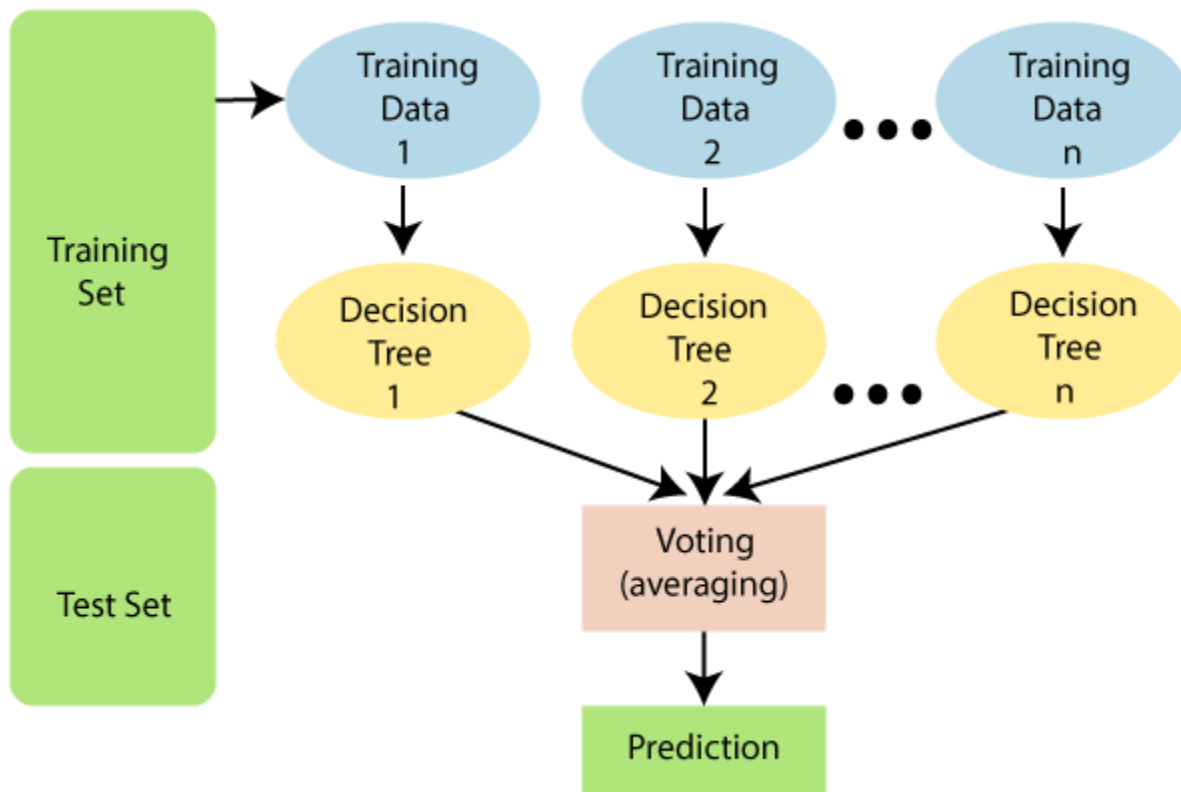 Training
Set
Test Set
Training
Data
1
Training
Data
2
Training
Data
n
Decision
Tree
1
Decision
Tree
2
Decision
Tree
n
Voting
(averaging)
Prediction